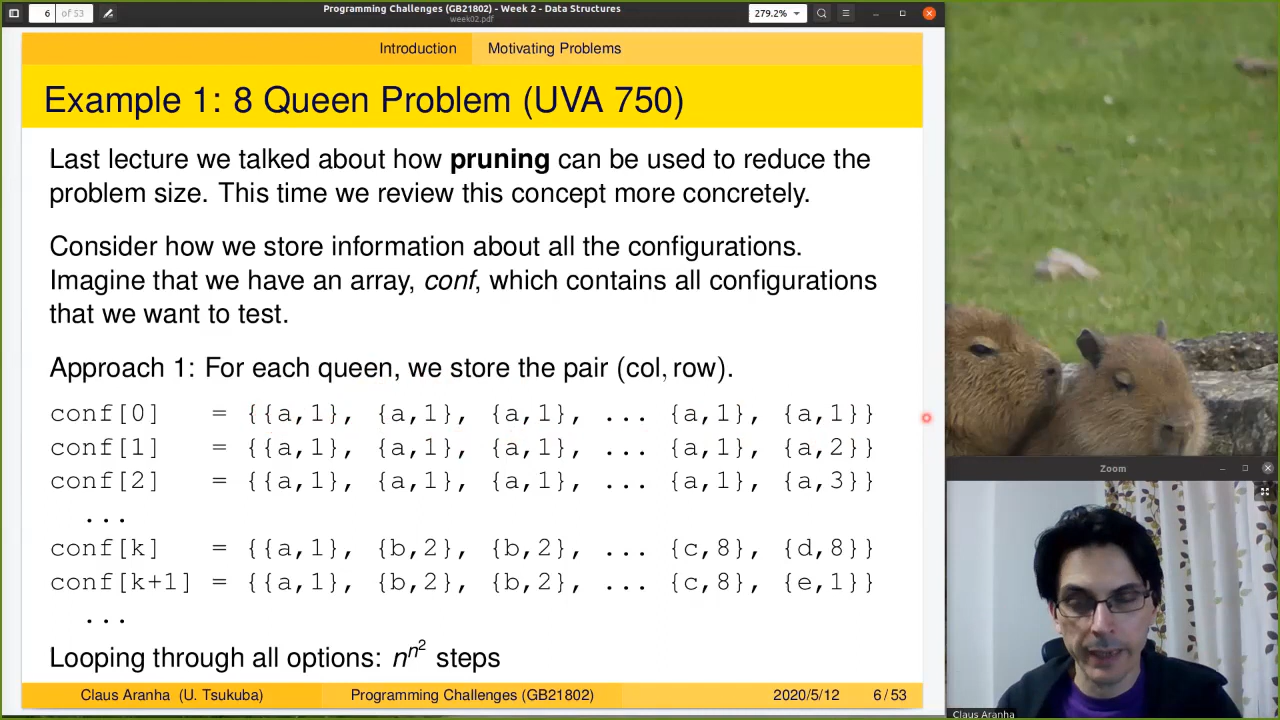 6 of 53
Programming Challenges (GB21802) - Week 2 - Data Structures
week02.pdf
279.2%
Introduction Motivating Problems
Example 1: 8 Queen Problem (UVA 750)
Last lecture we talked about how pruning can be used to reduce the
problem size. This time we review this concept more concretely.
Consider how we store information about all the configurations.
Imagine that we have an array, conf, which contains all configurations
that we want to test.
Approach 1: For each queen, we store the pair (col, row).
conf[0] = {{a,1}, {a,1}, {a,1}, ... {a,1}, {a,1}}
conf[1] = {{a,1}, {a,1}, {a,1}, ... {a,1}, {a,2}}
conf[2] = {{a,1}, {a,1}, {a,1}, ... {a,1}, {a,3}}
...
conf[k] = {{a,1}, {b,2}, {b,2}, ... {c,8}, {d,8}}
conf[k+1] = {{a,1}, {b,2}, {b,2}, ... {c,8}, {e,1}}
...
Looping through all options: n^{n^2} steps
Claus Aranha (U. Tsukuba) Programming Challenges (GB21802) 2020/5/12 6 / 53
Zoom
Claus Aranha